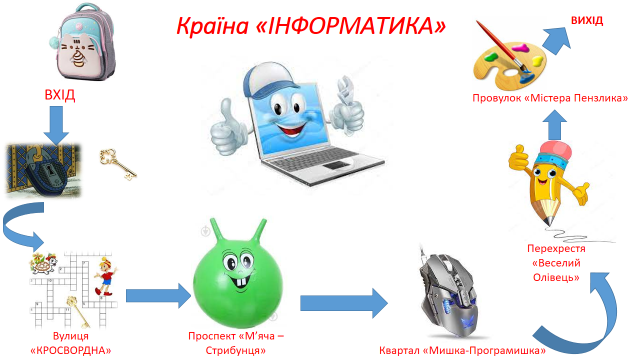 Країна «ІНФОРМАТИКА»
ВХІД
Вулиця
«КРОСВОРДНА»
Проспект «М’яча –
Стрибунця»
Квартал «Мишка-Програмишка»
Перехрестя
«Веселий
Олівець»
Провулок «Містера Пензлика»
ВИХІД